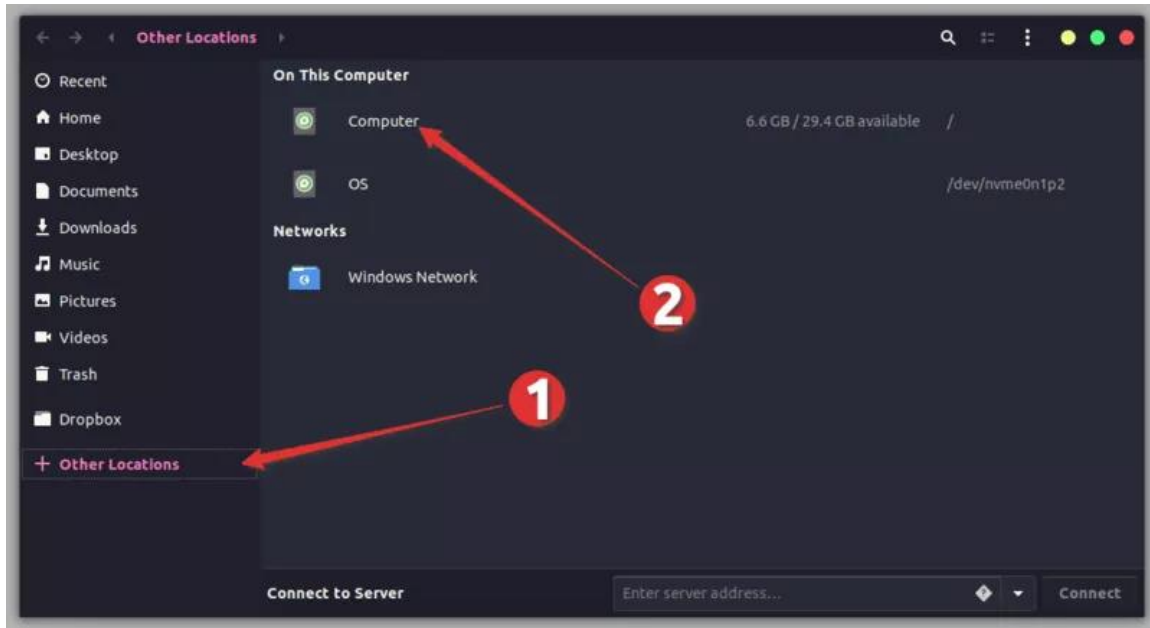 Other Locations
Recent
Home
Desktop
Documents
Downloads
Music
Pictures
Videos
Trash
Dropbox
Other Locations
On This Computer
Computer 6.6 GB / 29.4 GB available /
OS /dev/nvme0n1p2
Networks
Windows Network
2
1
Connect to Server Enter server address... Connect